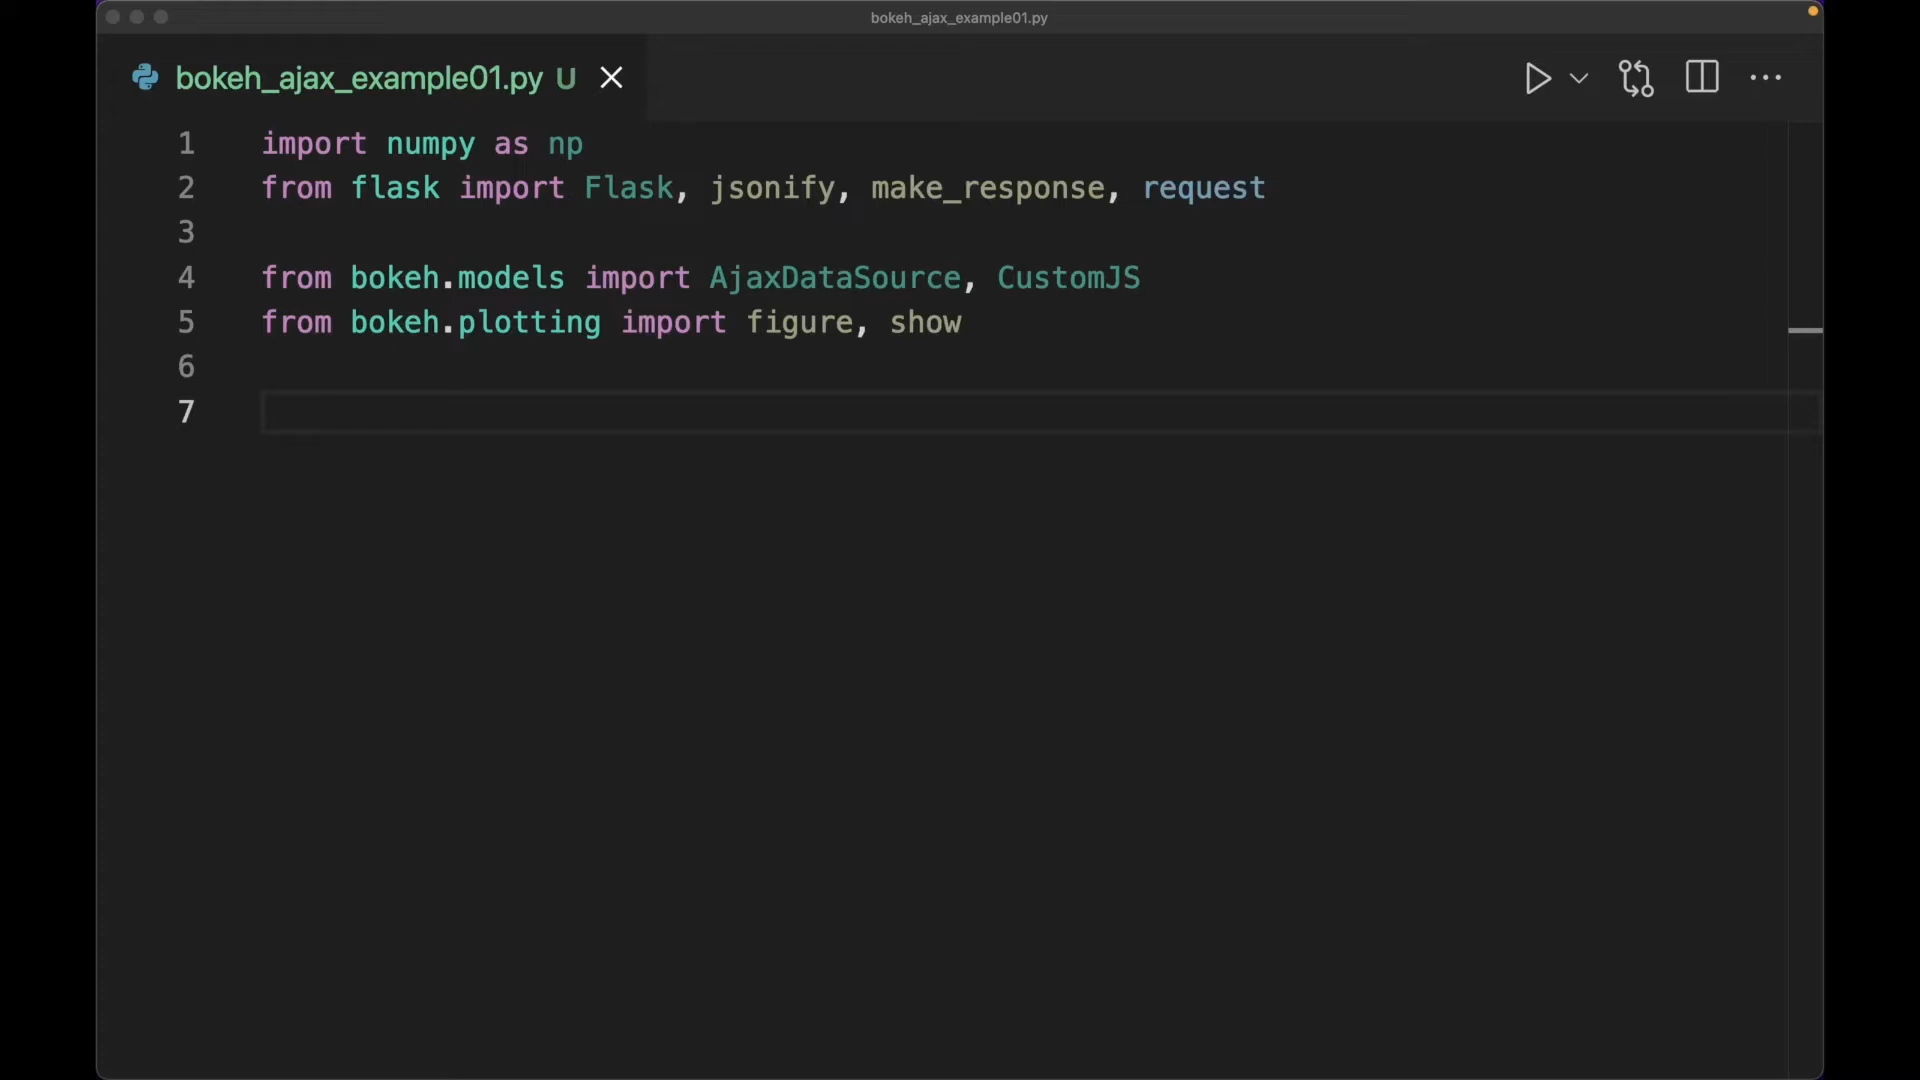 bokeh_ajax_example01.py
bokeh_ajax_example01.py U
1 import numpy as np
2 from flask import Flask, jsonify, make_response, request
3
4 from bokeh.models import AjaxDataSource, CustomJS
5 from bokeh.plotting import figure, show
6
7